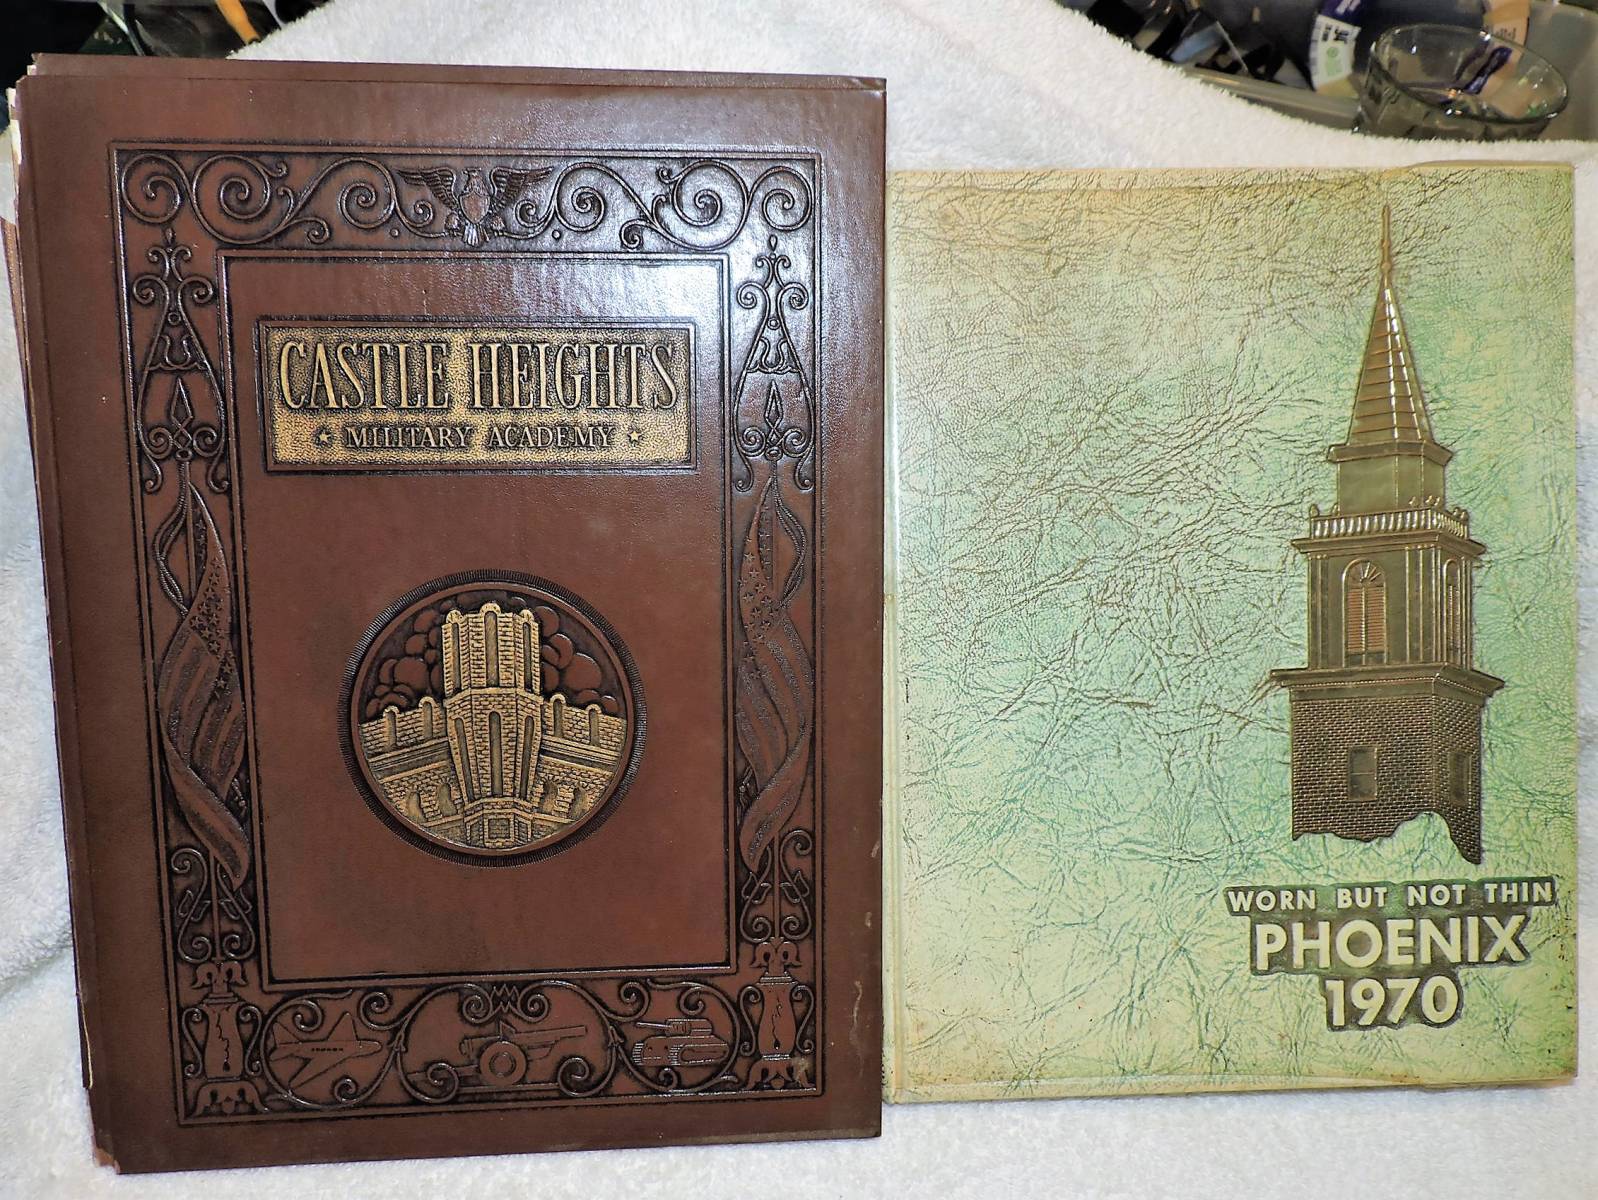 CASTLE HEIGHTS
MILITARY ACADEMY
WORN BUT NOT THIN
PHOENIX
1970